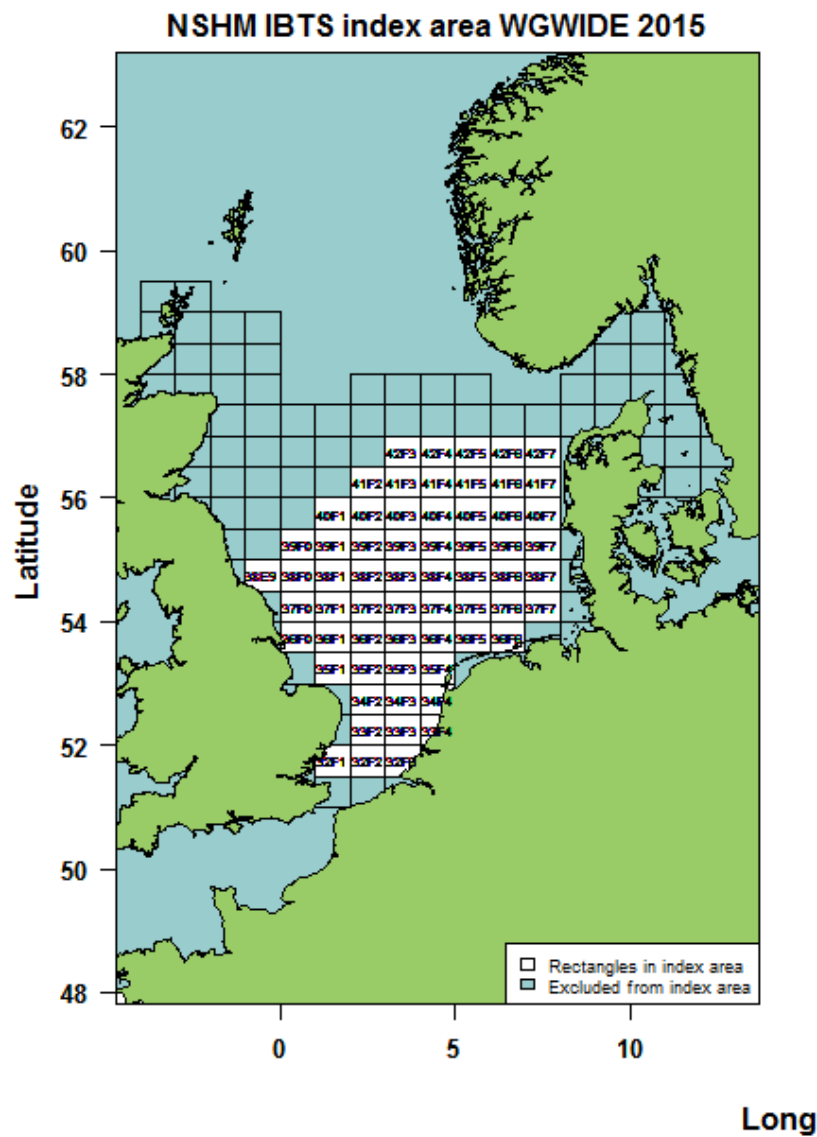 NSHM IBTS index area WGWIDE 2015
62
60
58
42F3 42F4 42F5 42F6 42F7
41F2 41F3 41F4 41F5 41F6 41F7
56
40F1 40F2 40F3 40F4 40F5 40F6 40F7
39F0 39F1 39F2 39F3 39F4 39F5 39F6 39F7
38E9 38F0 38F1 38F2 38F3 38F4 38F5 38F6 38F7
37F0 37F1 37F2 37F3 37F4 37F5 37F6 37F7
54
36F0 36F1 36F2 36F3 36F4 36F5 36F6
35F1 35F2 35F3 35F4
34F2 34F3 34F4
33F2 33F3 33F4
52
32F1 32F2 32F3
50
48
Latitude
Rectangles in index area
Excluded from index area
0 5 10
Long